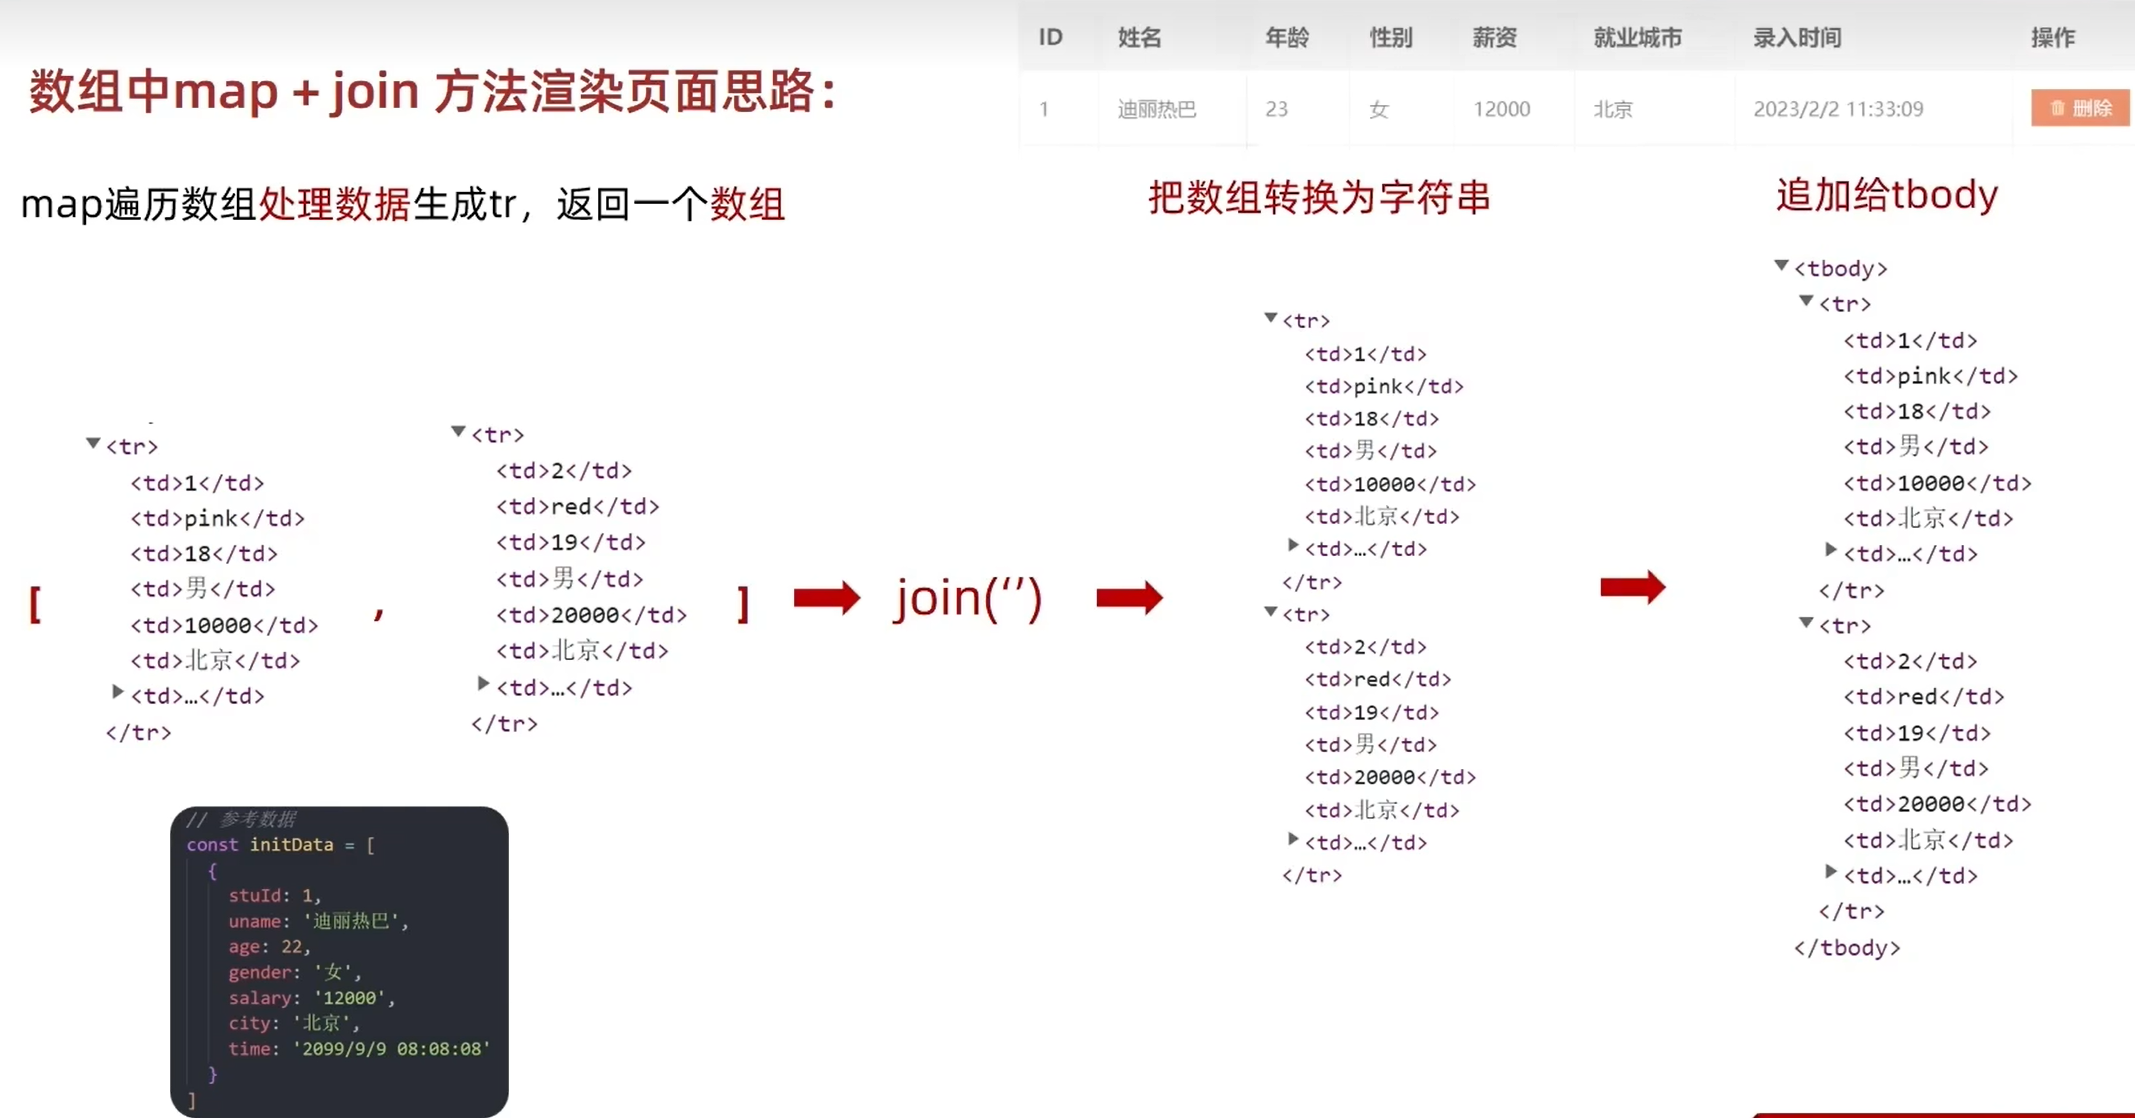 数组中map + join 方法渲染页面思路：
ID 姓名 年龄 性别 薪资 就业城市 录入时间 操作
1 迪丽热巴 23 女 12000 北京 2023/2/2 11:33:09 删除
map遍历数组处理数据生成tr，返回一个数组
[
<tr>
<td>1</td>
<td>pink</td>
<td>18</td>
<td>男</td>
<td>10000</td>
<td>北京</td>
<td>…</td>
</tr>
,
<tr>
<td>2</td>
<td>red</td>
<td>19</td>
<td>男</td>
<td>20000</td>
<td>北京</td>
<td>…</td>
</tr>
]
join(‘’)
把数组转换为字符串
<tr>
<td>1</td>
<td>pink</td>
<td>18</td>
<td>男</td>
<td>10000</td>
<td>北京</td>
<td>…</td>
</tr>
<tr>
<td>2</td>
<td>red</td>
<td>19</td>
<td>男</td>
<td>20000</td>
<td>北京</td>
<td>…</td>
</tr>
追加给tbody
<tbody>
<tr>
<td>1</td>
<td>pink</td>
<td>18</td>
<td>男</td>
<td>10000</td>
<td>北京</td>
<td>…</td>
</tr>
<tr>
<td>2</td>
<td>red</td>
<td>19</td>
<td>男</td>
<td>20000</td>
<td>北京</td>
<td>…</td>
</tr>
</tbody>
// 参考数据
const initData = [
{
stuId: 1,
uname: '迪丽热巴',
age: 22,
gender: '女',
salary: '12000',
city: '北京',
time: '2099/9/9 08:08:08'
}
]